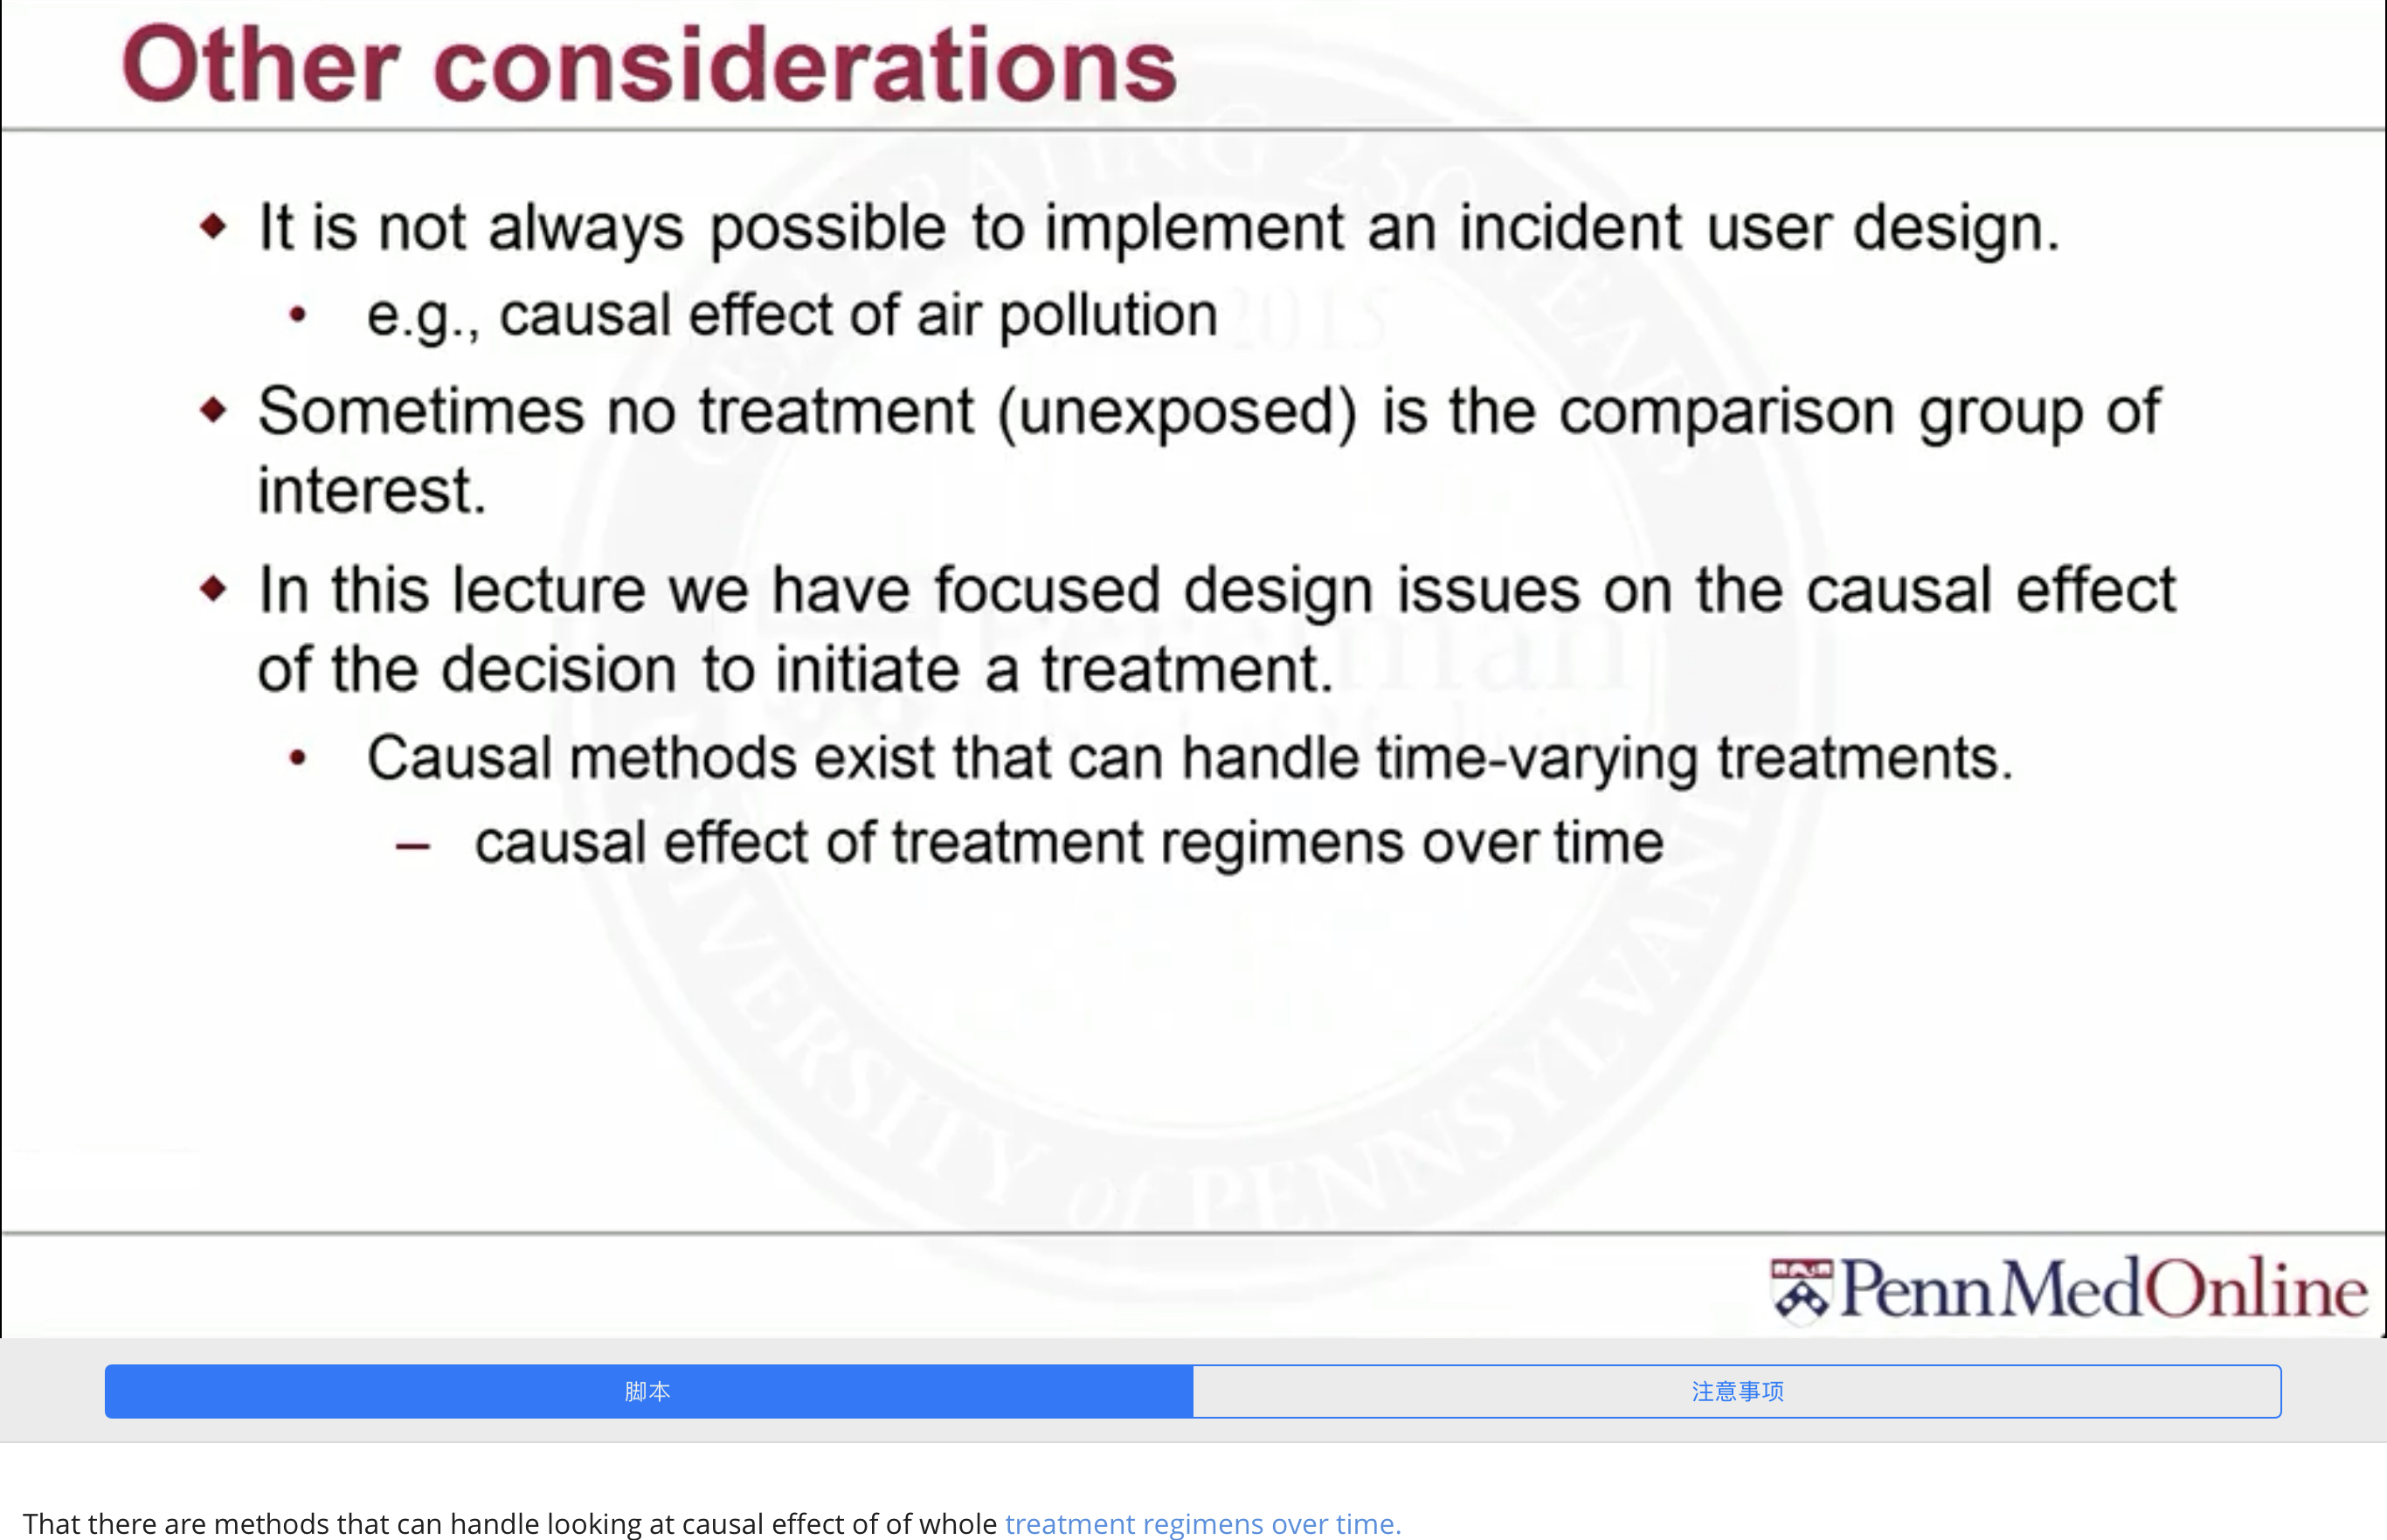 Other considerations
It is not always possible to implement an incident user design.
• e.g., causal effect of air pollution
Sometimes no treatment (unexposed) is the comparison group of
interest.
In this lecture we have focused design issues on the causal effect
of the decision to initiate a treatment.
• Causal methods exist that can handle time-varying treatments.
– causal effect of treatment regimens over time
2015
UNIVERSITY of PENNSYLVANIA
PennMedOnline
脚本
注意事项
That there are methods that can handle looking at causal effect of of whole treatment regimens over time.